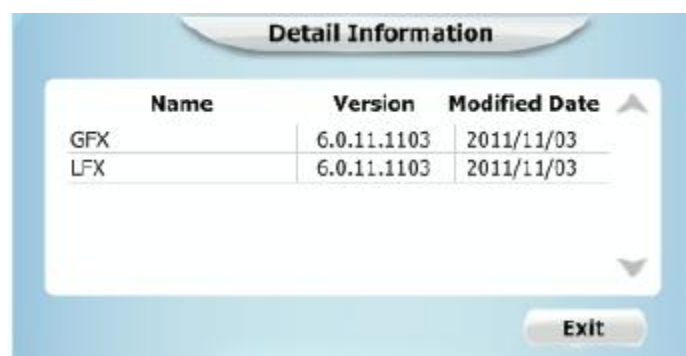 Detail Information
Name Version Modified Date
GFX 6.0.11.1103 2011/11/03
LFX 6.0.11.1103 2011/11/03
Exit